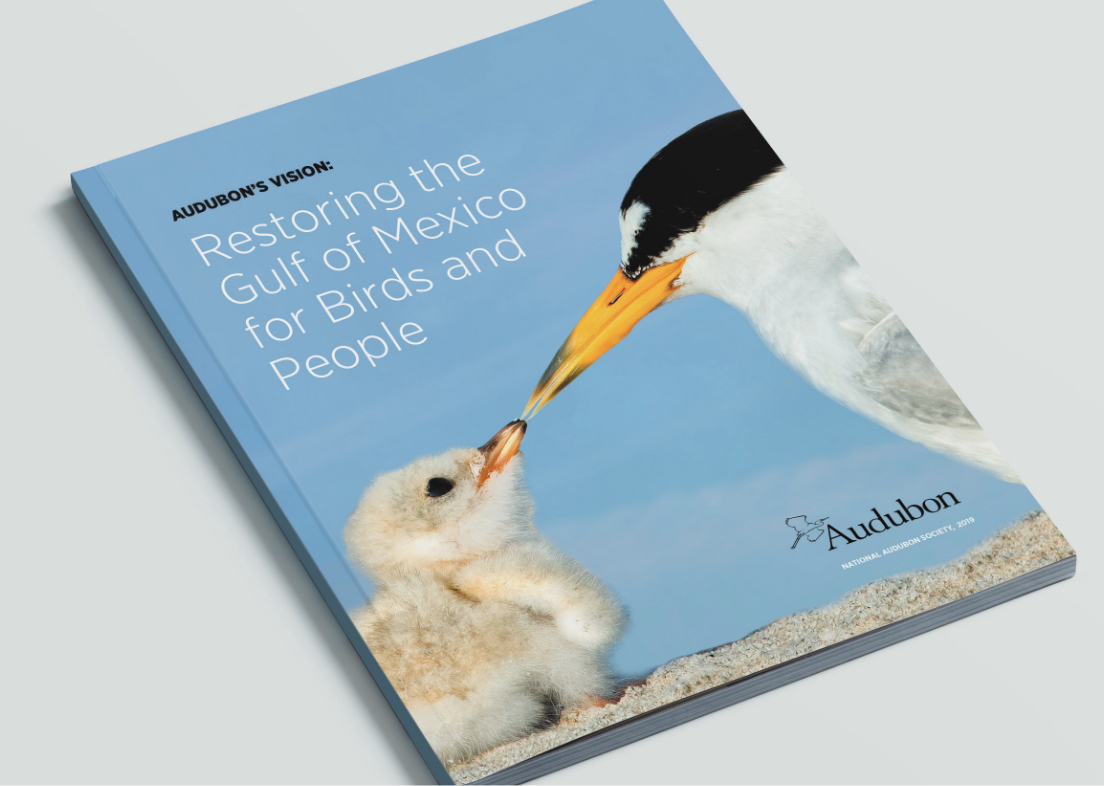 AUDUBON'S VISION:
Restoring the
Gulf of Mexico
for Birds and
People
Audubon
NATIONAL AUDUBON SOCIETY, 2019